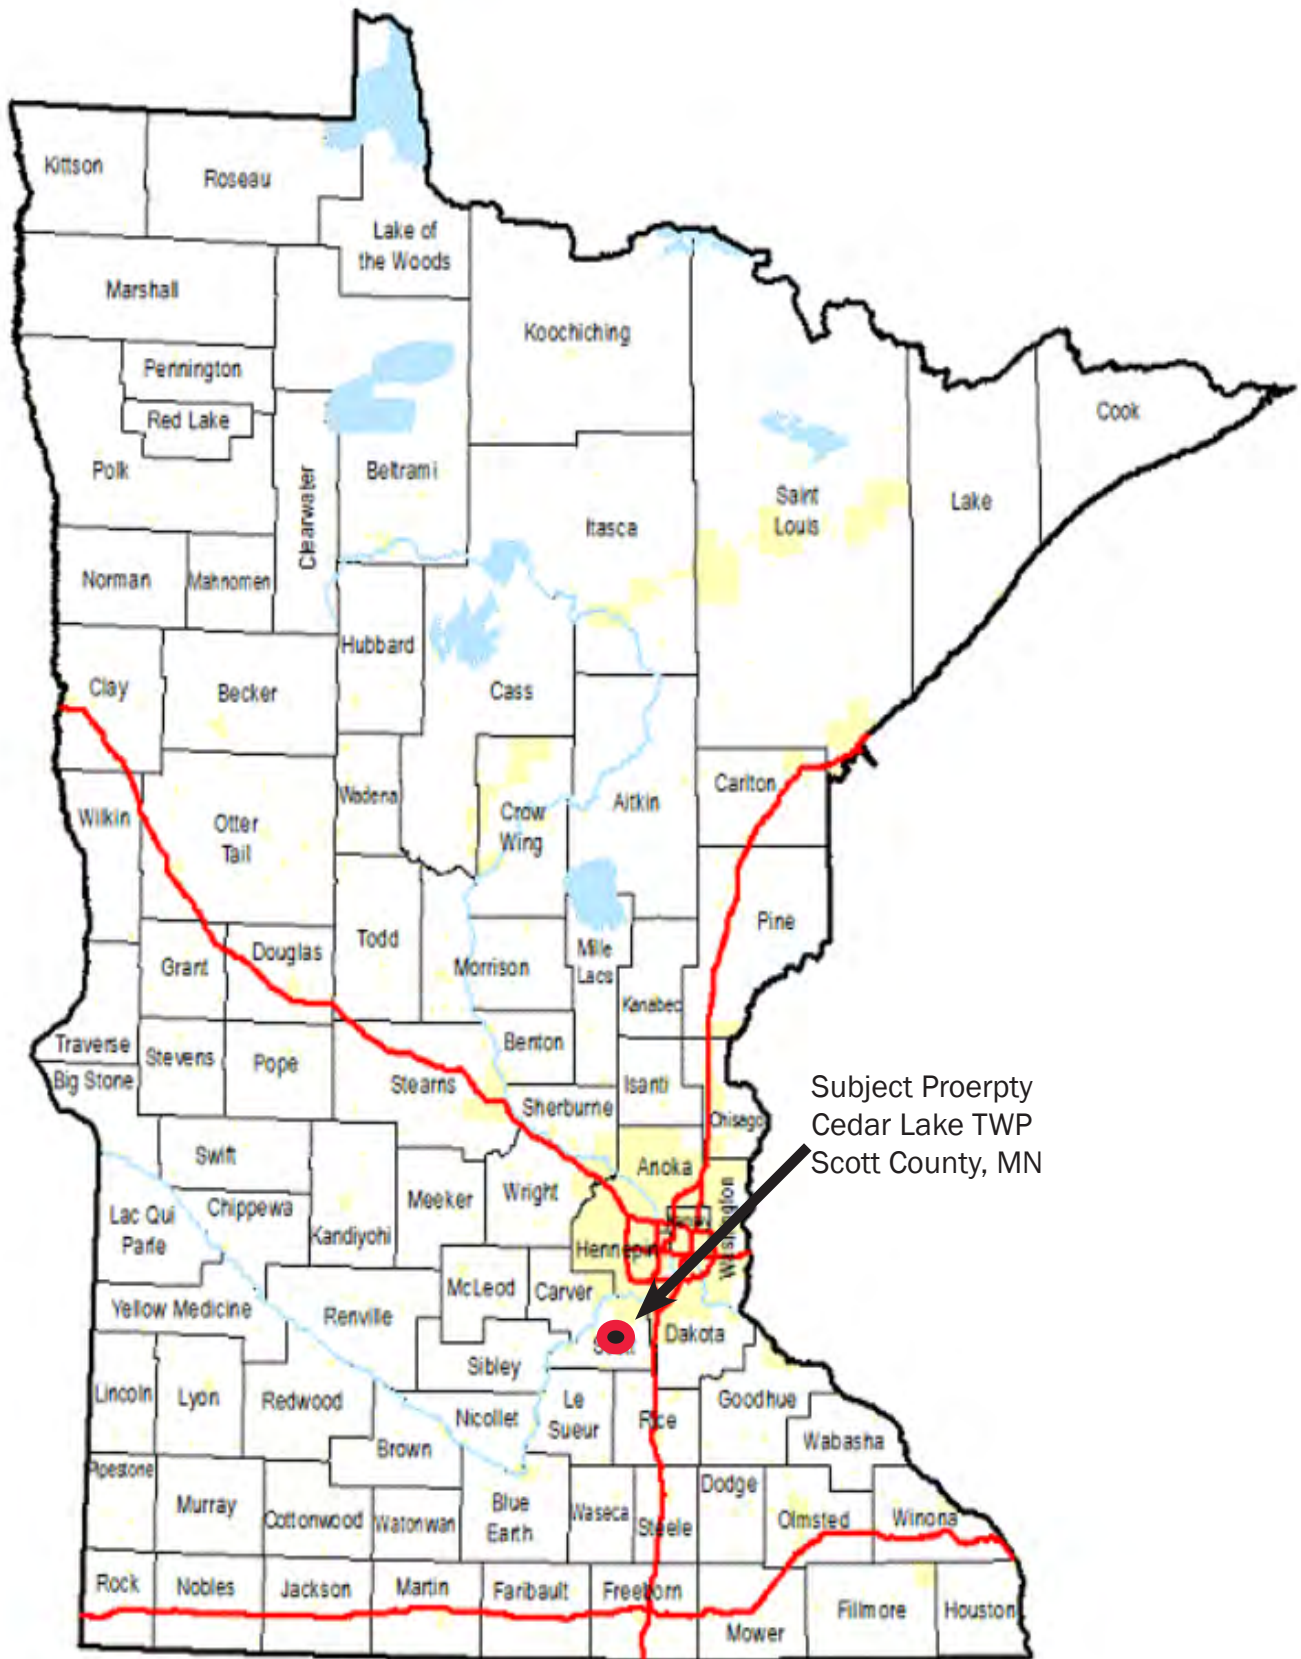 Kittson
Roseau
Lake of
the Woods
Marshall
Koochiching
Pennington
Red Lake
Cook
Polk
Beltrami
Clearwater
Saint
Louis
Lake
Itasca
Norman
Mahnomen
Hubbard
Clay
Becker
Cass
Wadena
Carlton
Aitkin
Wilkin
Otter
Tail
Crow
Wing
Pine
Todd
Douglas
Grant
Morrison
Mille
Lacs
Kanabec
Traverse
Stevens
Pope
Benton
Big Stone
Stearns
Isanti
Sherburne
Chisago
Subject Proerpty
Cedar Lake TWP
Scott County, MN
Swift
Anoka
Meeker
Wright
Washington
Chippewa
Lac Qui
Parle
Kandiyohi
Hennepin
McLeod
Carver
Yellow Medicine
Renville
Dakota
Sibley
Lincoln
Lyon
Redwood
Nicollet
Le
Sueur
Rice
Goodhue
Wabasha
Brown
Pipestone
Murray
Cottonwood
Watonwan
Blue
Earth
Waseca
Steele
Dodge
Olmsted
Winona
Rock
Nobles
Jackson
Martin
Faribault
Freeborn
Mower
Fillmore
Houston